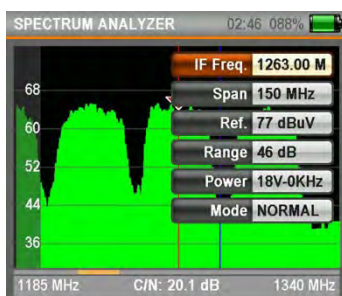 SPECTRUM ANALYZER 02:46 088%
IF Freq. 1263.00 M
68
Span 150 MHz
Ref. 77 dBuV
60
Range 46 dB
52
Power 18V-0KHz
44
Mode NORMAL
36
1185 MHz C/N: 20.1 dB 1340 MHz